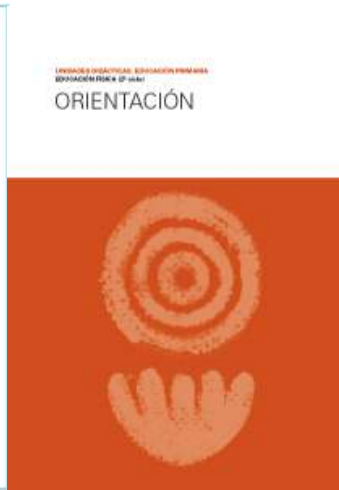 UNIDADES DIDÁCTICAS: EDUCACIÓN PRIMARIA
EDUCACIÓN FÍSICA (2º ciclo)
ORIENTACIÓN